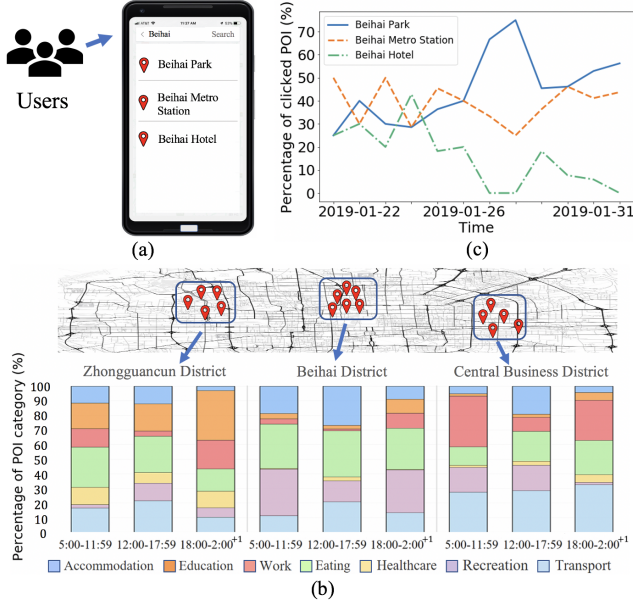 AT&T
11:27 AM
100%
Beihai
Search
Beihai Park
Beihai Metro
Station
Beihai Hotel
Users
(a)
Percentage of clicked POI (%)
70
60
50
40
30
20
10
0
Beihai Park
Beihai Metro Station
Beihai Hotel
2019-01-22
2019-01-26
2019-01-31
Time
(c)
Zhongguancun District
Beihai District
Central Business District
Percentage of POI category (%)
100
90
80
70
60
50
40
30
20
10
0
5:00-11:59 12:00-17:59 18:00-2:00+1
5:00-11:59 12:00-17:59 18:00-2:00+1
5:00-11:59 12:00-17:59 18:00-2:00+1
Accommodation Education Work Eating Healthcare Recreation Transport
(b)